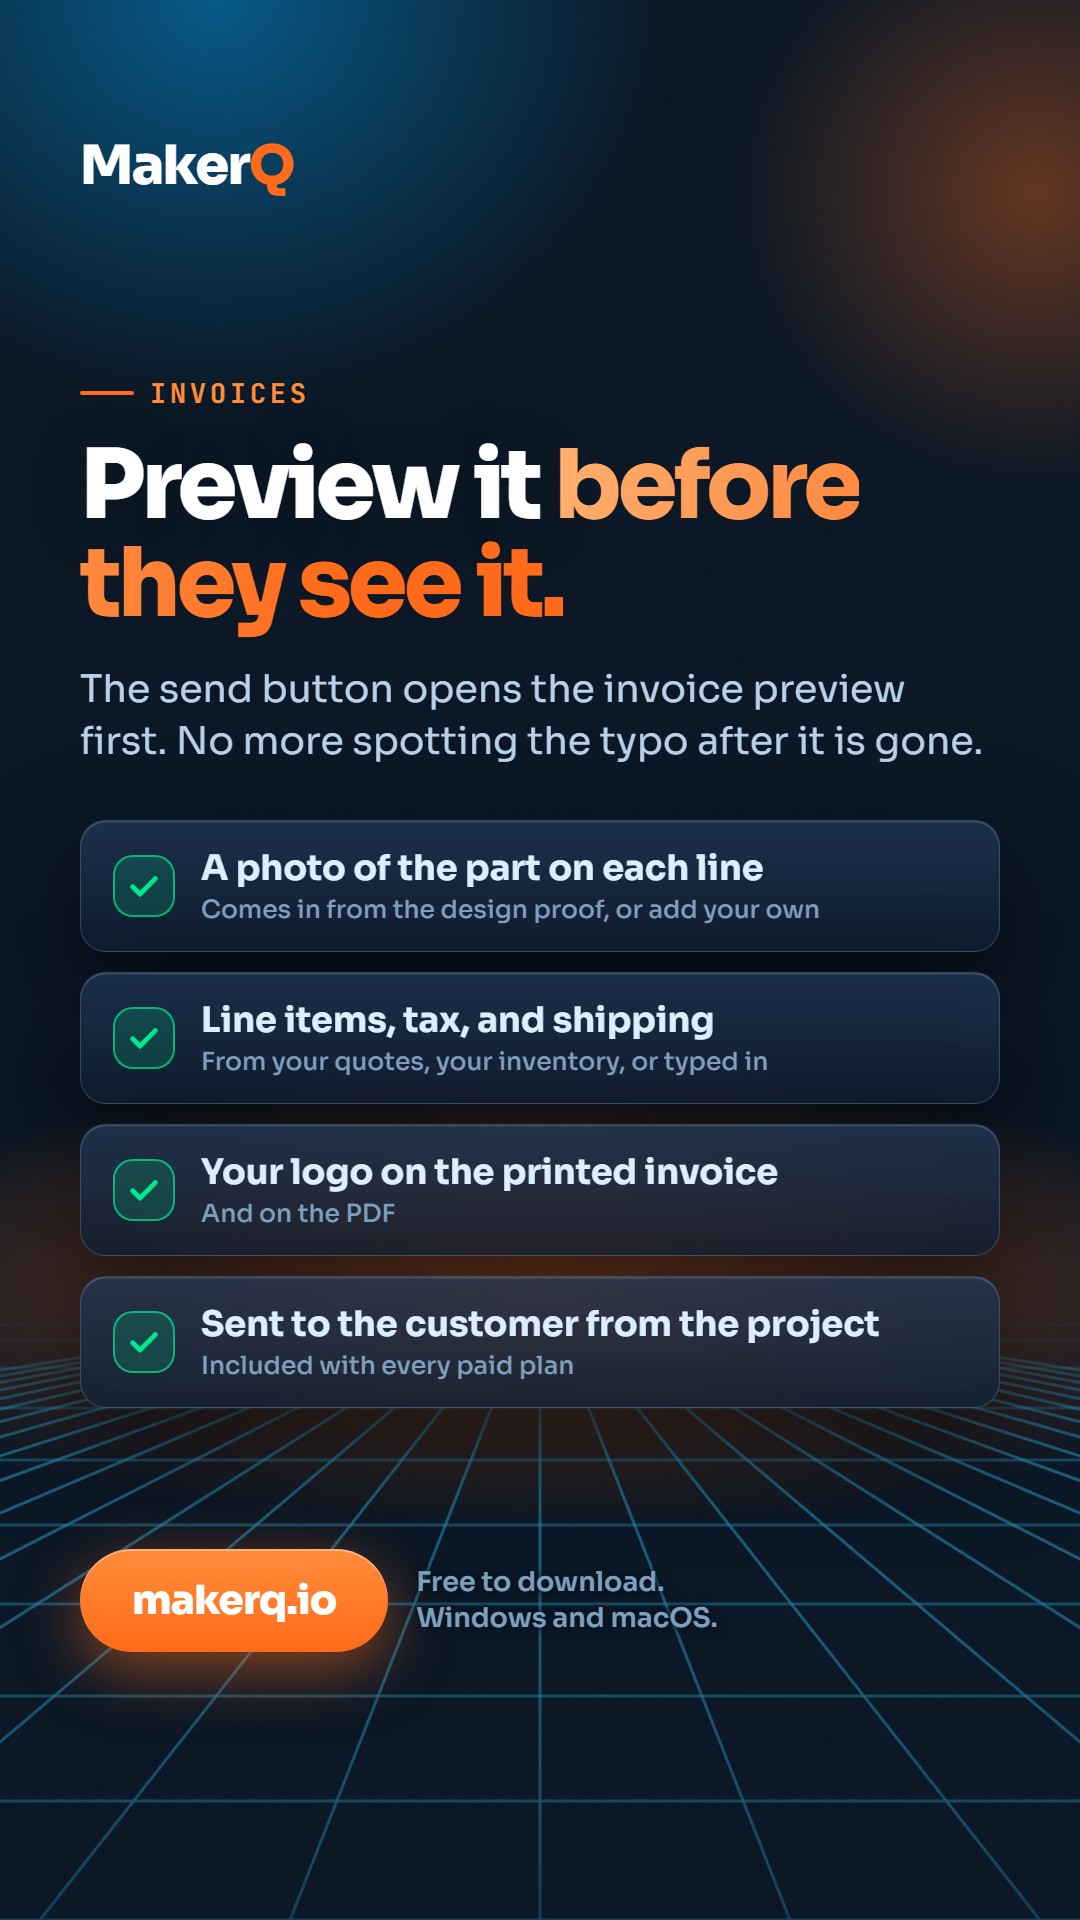 MakerQ
INVOICES
Preview it before
they see it.
The send button opens the invoice preview
first. No more spotting the typo after it is gone.
A photo of the part on each line
Comes in from the design proof, or add your own
Line items, tax, and shipping
From your quotes, your inventory, or typed in
Your logo on the printed invoice
And on the PDF
Sent to the customer from the project
Included with every paid plan
makerq.io
Free to download.
Windows and macOS.